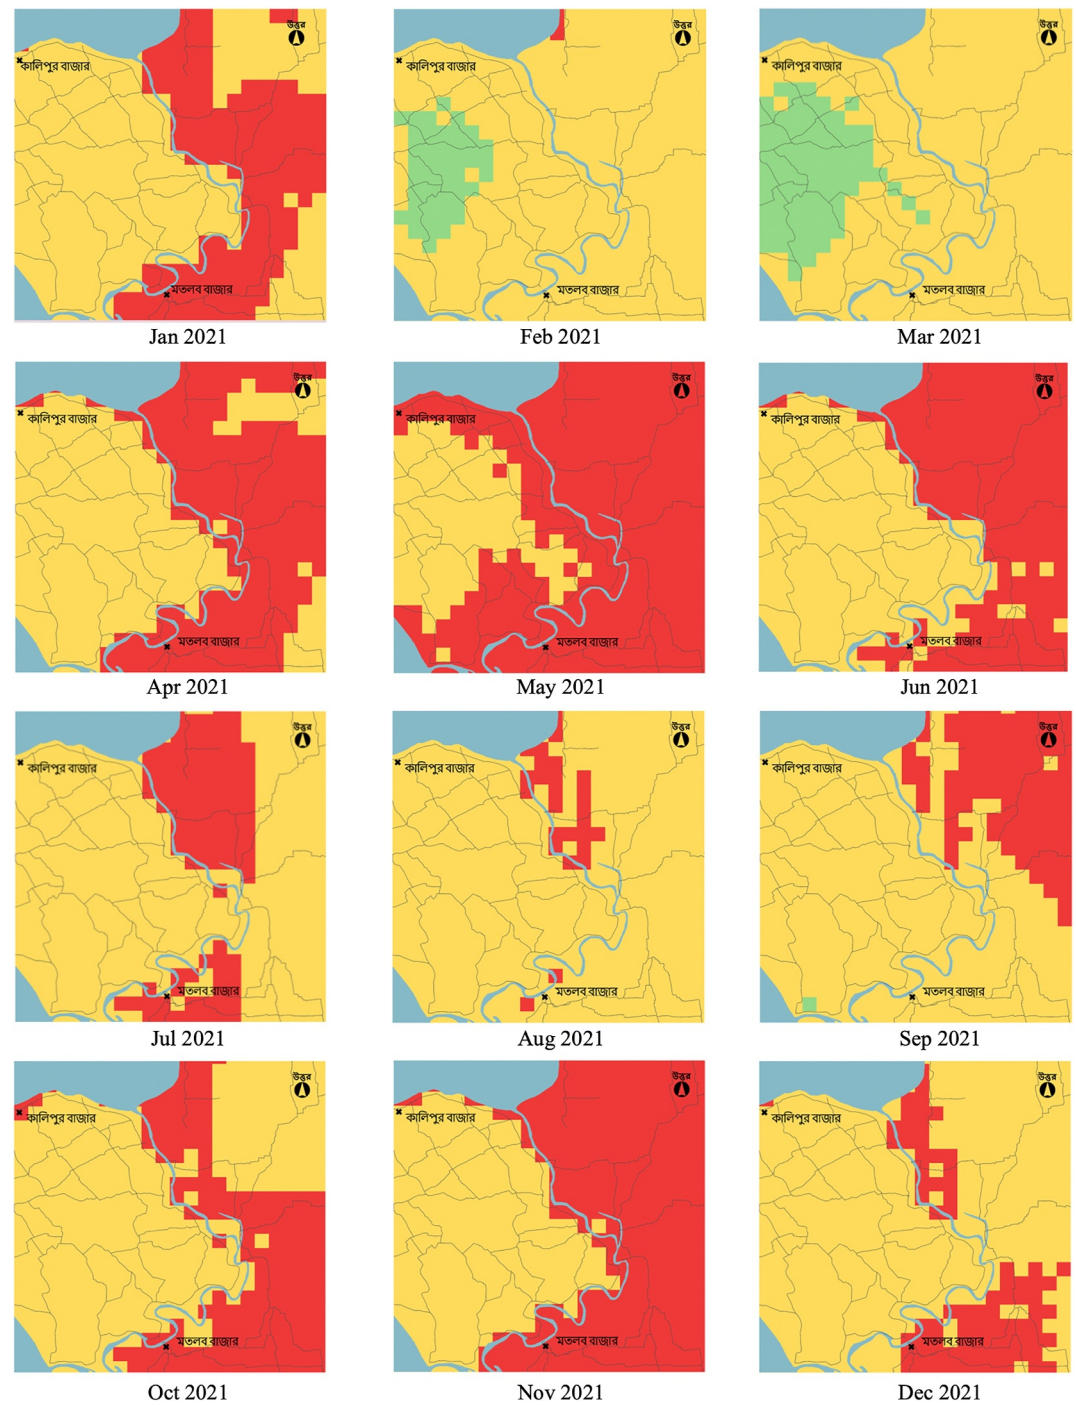 উত্তর
কালিপুর বাজার
মতলব বাজার
Jan 2021
উত্তর
কালিপুর বাজার
মতলব বাজার
Feb 2021
উত্তর
কালিপুর বাজার
মতলব বাজার
Mar 2021
উত্তর
কালিপুর বাজার
মতলব বাজার
Apr 2021
উত্তর
কালিপুর বাজার
মতলব বাজার
May 2021
উত্তর
কালিপুর বাজার
মতলব বাজার
Jun 2021
উত্তর
কালিপুর বাজার
মতলব বাজার
Jul 2021
উত্তর
কালিপুর বাজার
মতলব বাজার
Aug 2021
উত্তর
কালিপুর বাজার
মতলব বাজার
Sep 2021
উত্তর
কালিপুর বাজার
মতলব বাজার
Oct 2021
উত্তর
কালিপুর বাজার
মতলব বাজার
Nov 2021
উত্তর
কালিপুর বাজার
মতলব বাজার
Dec 2021